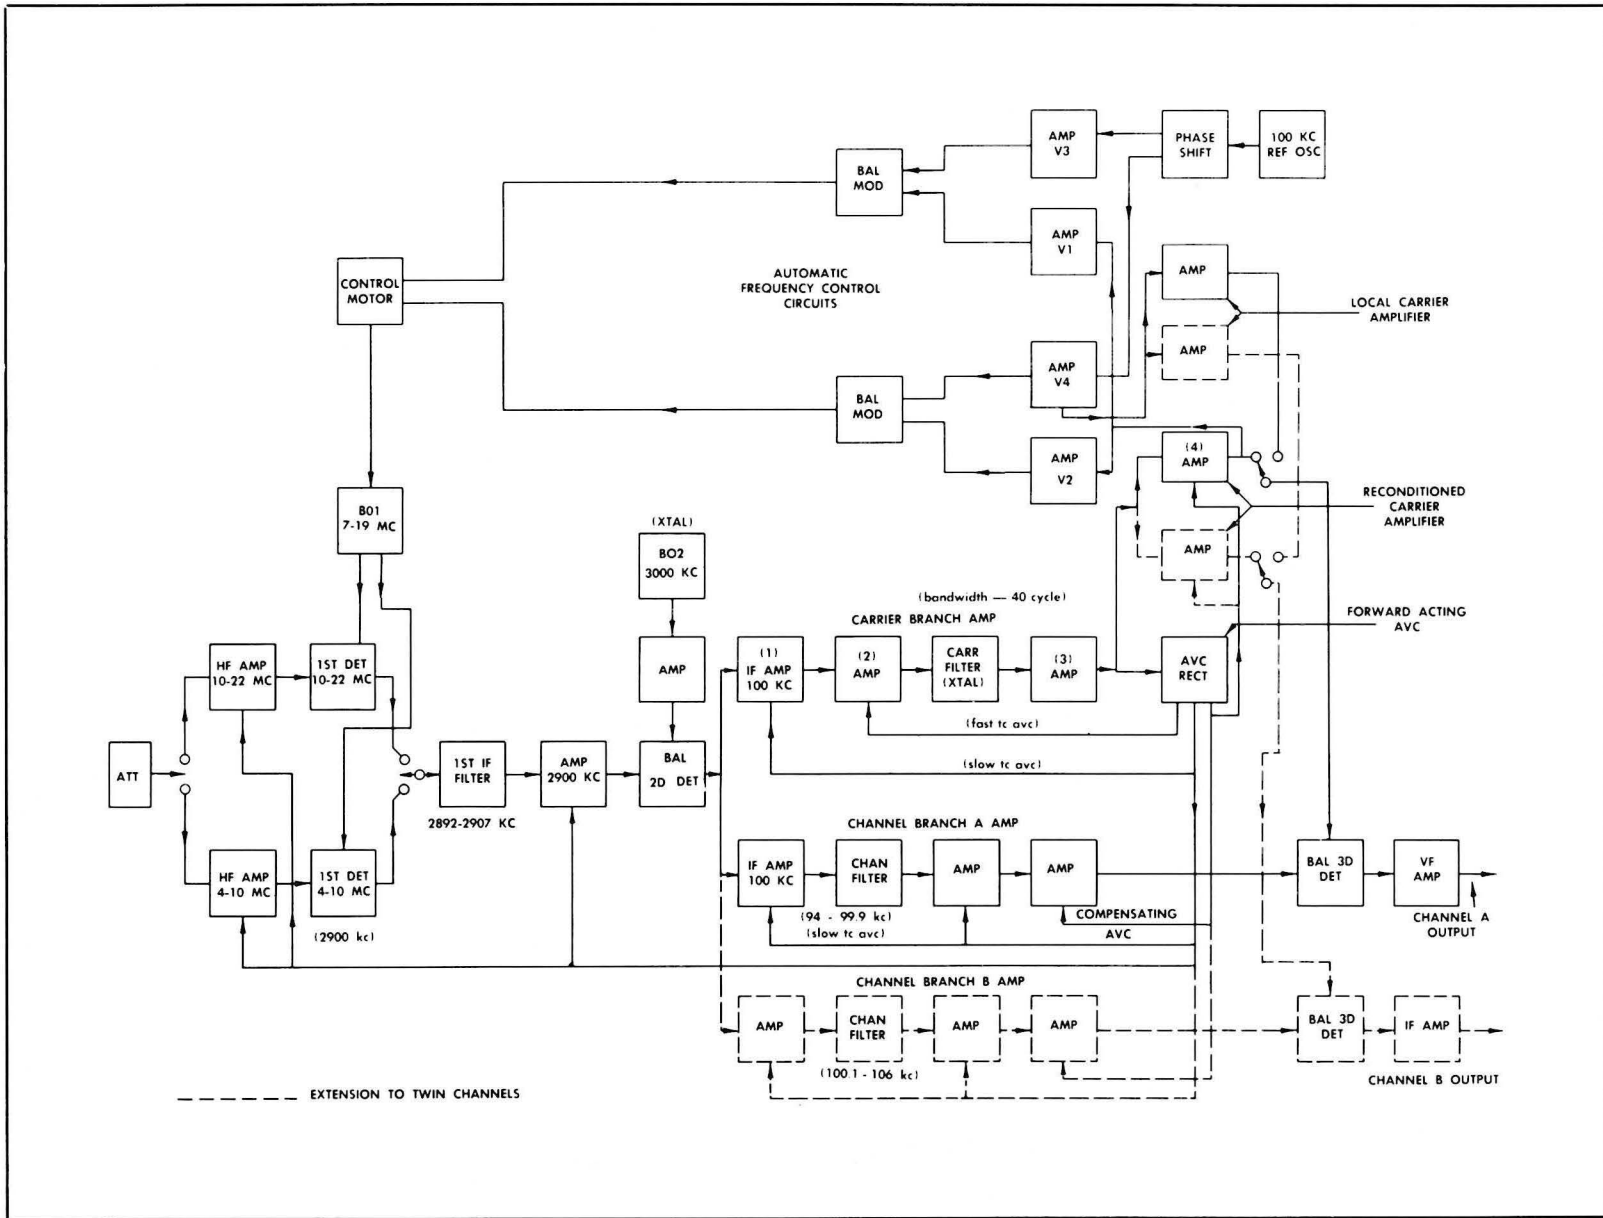 AMP
V3
PHASE
SHIFT
100 KC
REF OSC
BAL
MOD
AMP
V1
CONTROL
MOTOR
AUTOMATIC
FREQUENCY CONTROL
CIRCUITS
AMP
LOCAL CARRIER
AMPLIFIER
AMP
AMP
V4
BAL
MOD
AMP
V2
(4)
AMP
RECONDITIONED
CARRIER
AMPLIFIER
AMP
BO1
7-19 MC
(XTAL)
BO2
3000 KC
(bandwidth — 40 cycle)
CARRIER BRANCH AMP
FORWARD ACTING
AVC
HF AMP
10-22 MC
1ST DET
10-22 MC
AMP
(1)
IF AMP
100 KC
(2)
AMP
CARR
FILTER
(XTAL)
(3)
AMP
AVC
RECT
(fast tc avc)
(slow tc avc)
ATT
1ST IF
FILTER
2892-2907 KC
AMP
2900 KC
BAL
2D DET
CHANNEL BRANCH A AMP
HF AMP
4-10 MC
1ST DET
4-10 MC
(2900 kc)
IF AMP
100 KC
CHAN
FILTER
AMP
AMP
BAL 3D
DET
VF
AMP
(94 - 99.9 kc)
(slow tc avc)
COMPENSATING
AVC
CHANNEL A
OUTPUT
CHANNEL BRANCH B AMP
AMP
CHAN
FILTER
AMP
AMP
BAL 3D
DET
IF AMP
(100.1 - 106 kc)
CHANNEL B OUTPUT
EXTENSION TO TWIN CHANNELS